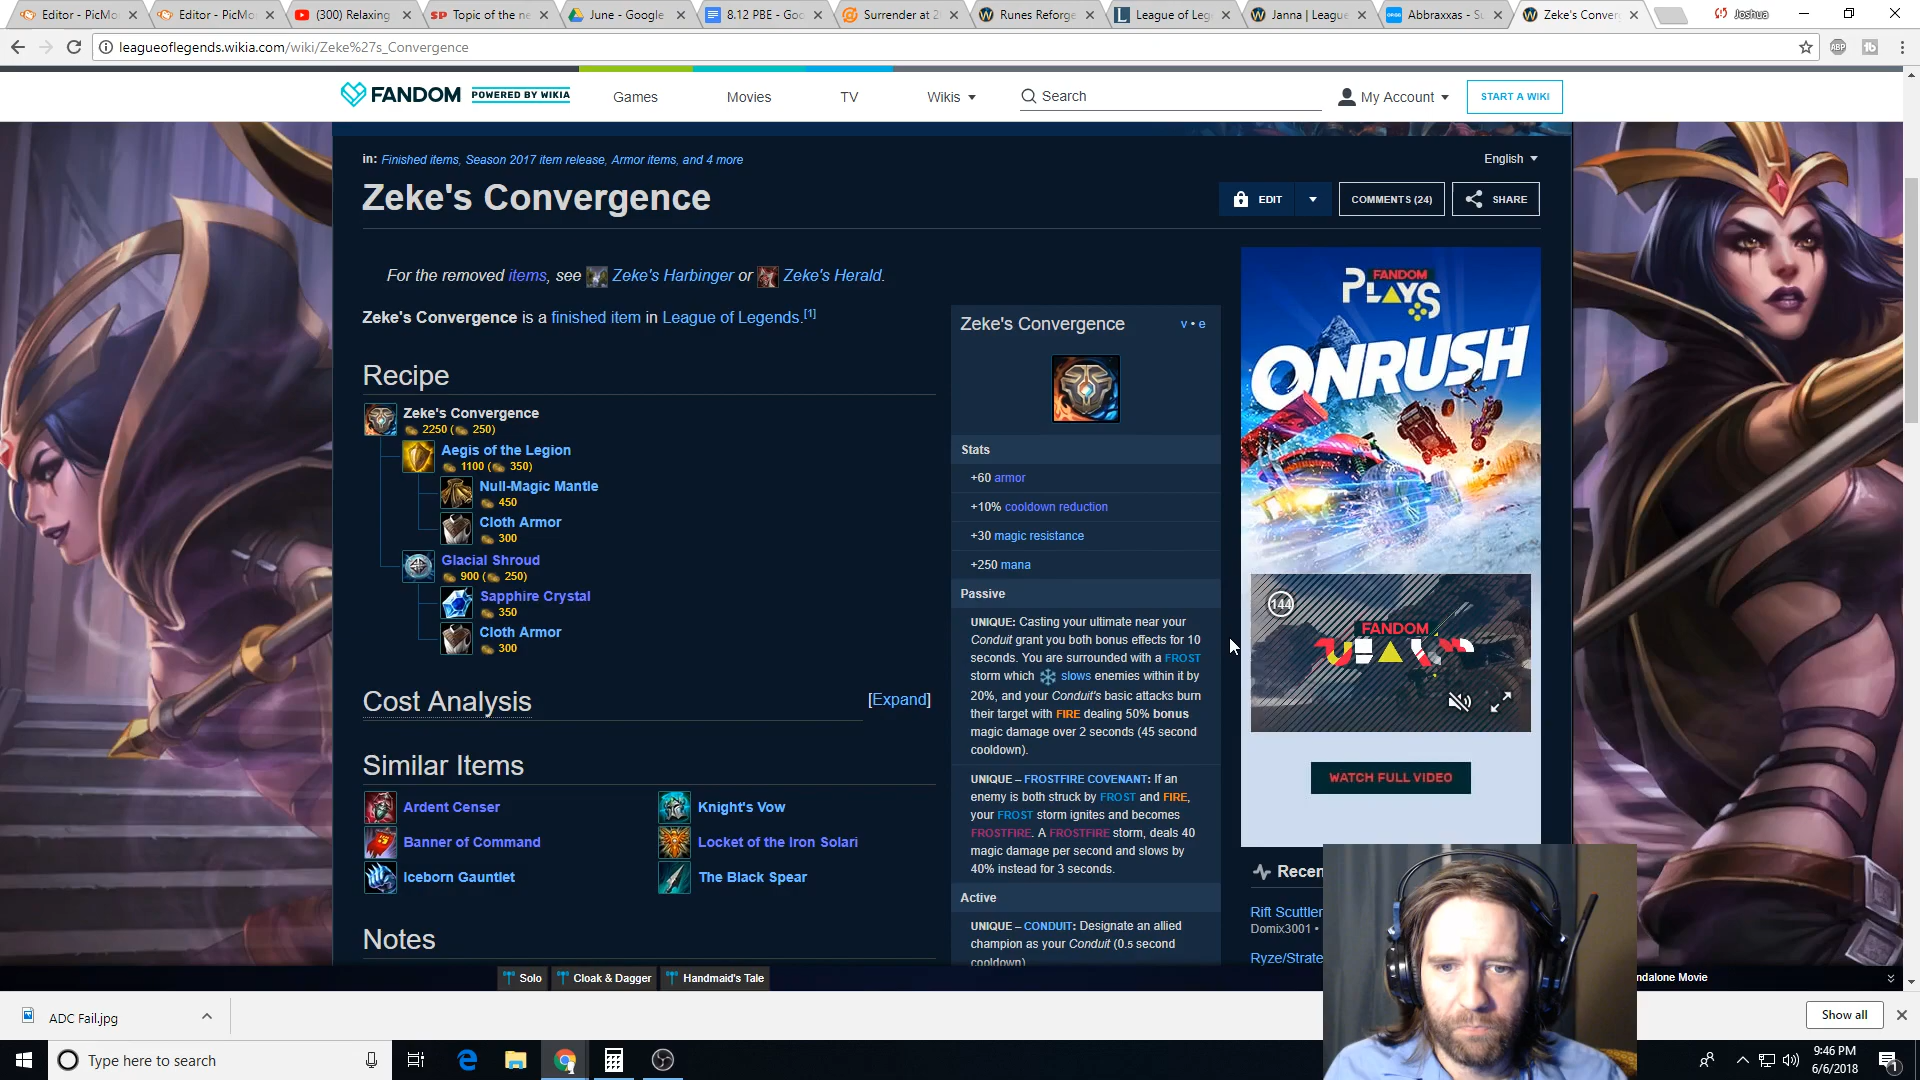 Editor - PicMo
Editor - PicMo
(300) Relaxing
Topic of the ne
June - Google
8.12 PBE - Goo
Surrender at 2
Runes Reforge
League of Leg
Janna | League
Abbraxxas - Su
Zeke's Conver
Joshua
leagueoflegends.wikia.com/wiki/Zeke%27s_Convergence
ABP
FANDOM POWERED BY WIKIA
Games
Movies
TV
Wikis
Search
My Account
START A WIKI
in: Finished items, Season 2017 item release, Armor items, and 4 more
English
Zeke's Convergence
EDIT
COMMENTS (24)
SHARE
For the removed items, see Zeke's Harbinger or Zeke's Herald.
Zeke's Convergence is a finished item in League of Legends.[1]
Recipe
Zeke's Convergence
2250 ( 250)
Aegis of the Legion
1100 ( 350)
Null-Magic Mantle
450
Cloth Armor
300
Glacial Shroud
900 ( 250)
Sapphire Crystal
350
Cloth Armor
300
Cost Analysis
[Expand]
Similar Items
Ardent Censer
Knight's Vow
Banner of Command
Locket of the Iron Solari
Iceborn Gauntlet
The Black Spear
Notes
Zeke's Convergence
v • e
Stats
+60 armor
+10% cooldown reduction
+30 magic resistance
+250 mana
Passive
UNIQUE: Casting your ultimate near your
Conduit grant you both bonus effects for 10
seconds. You are surrounded with a FROST
storm which slows enemies within it by
20%, and your Conduit's basic attacks burn
their target with FIRE dealing 50% bonus
magic damage over 2 seconds (45 second
cooldown).
UNIQUE – FROSTFIRE COVENANT: If an
enemy is both struck by FROST and FIRE,
your FROST storm ignites and becomes
FROSTFIRE. A FROSTFIRE storm, deals 40
magic damage per second and slows by
40% instead for 3 seconds.
Active
UNIQUE – CONDUIT: Designate an allied
champion as your Conduit (0.5 second
cooldown)
FANDOM
PLAYS
ONRUSH
144
FANDOM
WATCH FULL VIDEO
Recen
Rift Scuttler
Domix3001 •
Ryze/Strate
Solo
Cloak & Dagger
Handmaid's Tale
ndalone Movie
ADC Fail.jpg
Show all
Type here to search
9:46 PM
6/6/2018
1